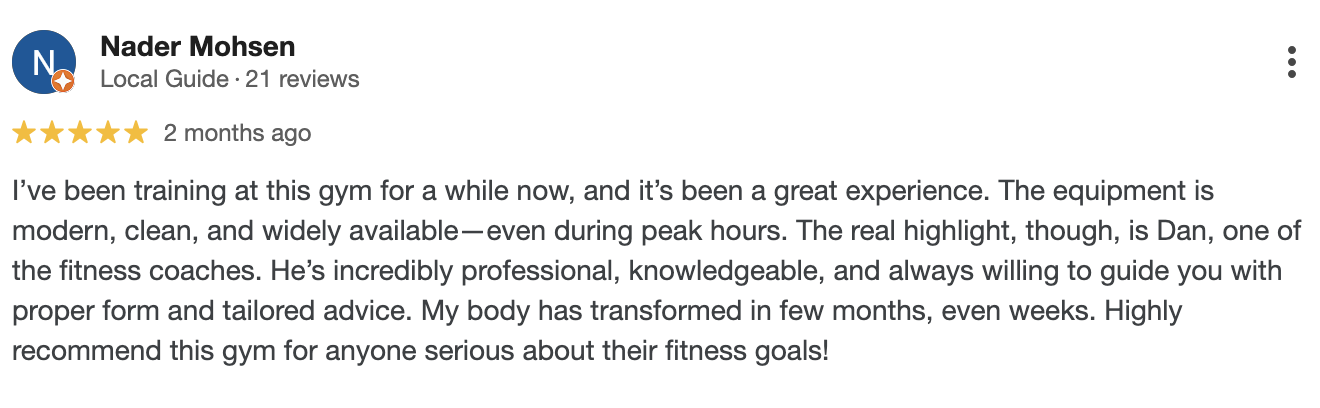 N
Nader Mohsen
Local Guide · 21 reviews
2 months ago
I’ve been training at this gym for a while now, and it’s been a great experience. The equipment is
modern, clean, and widely available—even during peak hours. The real highlight, though, is Dan, one of
the fitness coaches. He’s incredibly professional, knowledgeable, and always willing to guide you with
proper form and tailored advice. My body has transformed in few months, even weeks. Highly
recommend this gym for anyone serious about their fitness goals!